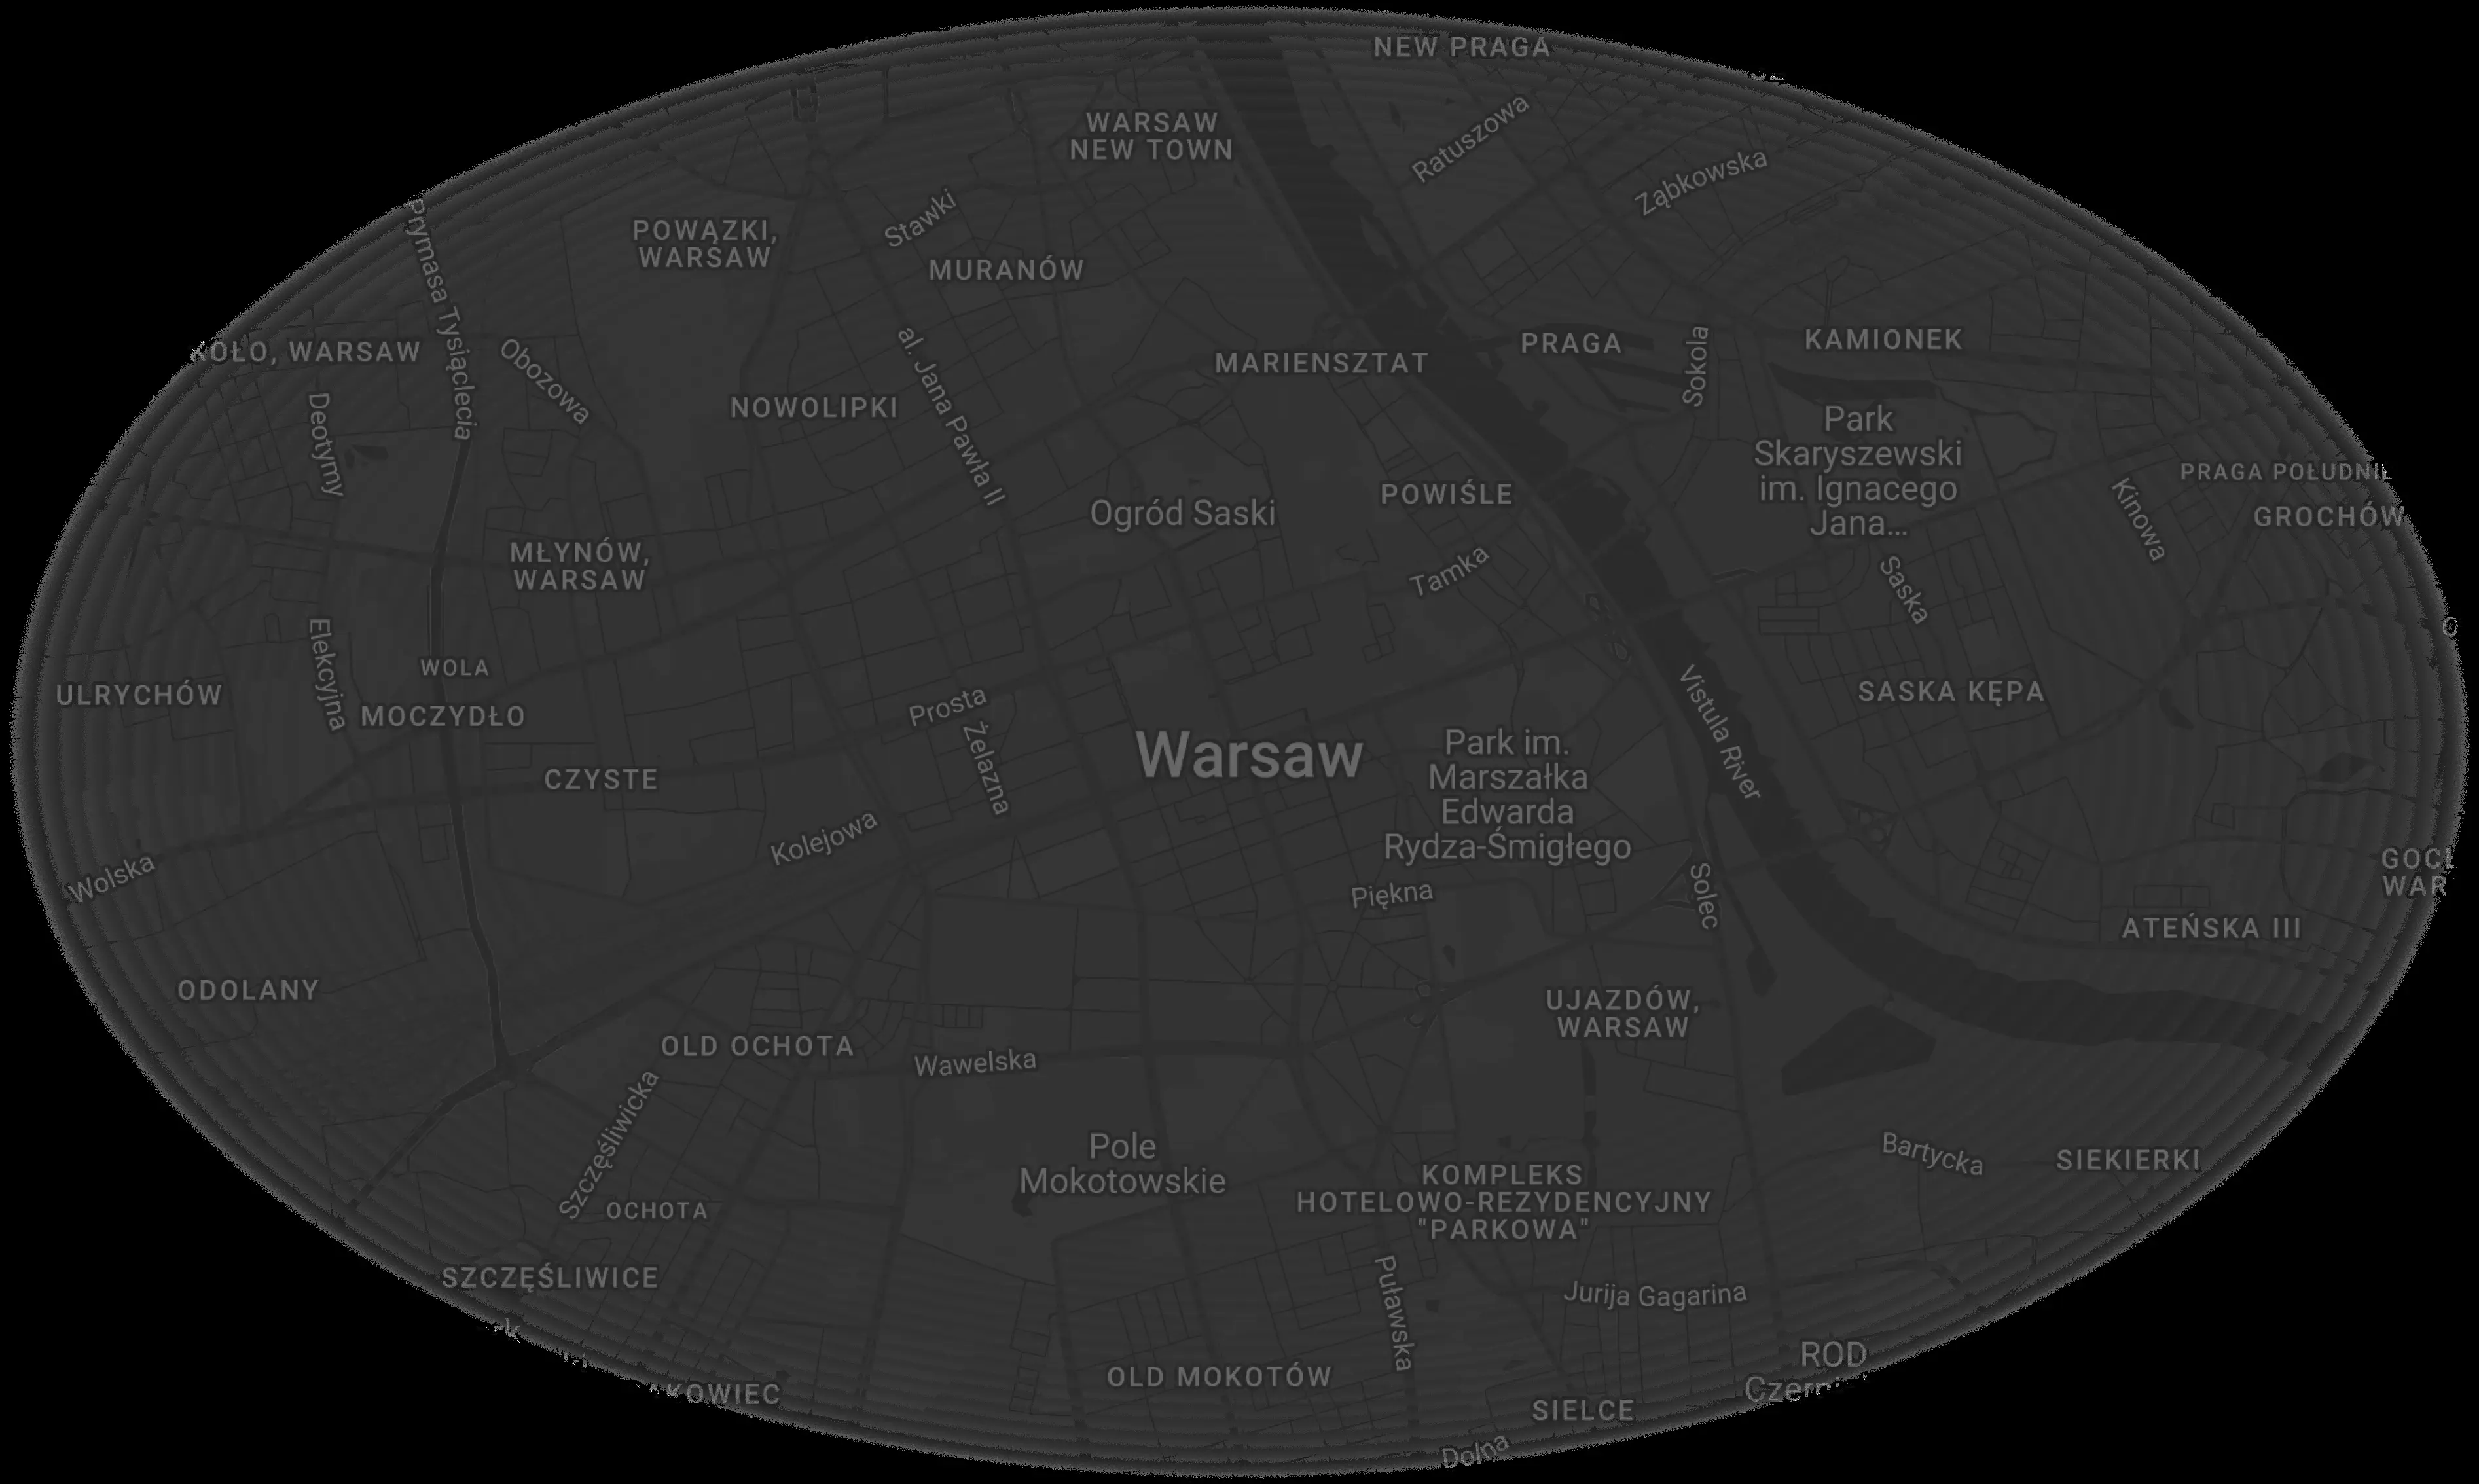 NEW PRAGA
WARSAW
NEW TOWN
Ratuszowa
Ząbkowska
Prymasa Tysiąclecia
POWĄZKI,
WARSAW
Stawki
MURANÓW
KOŁO, WARSAW
Obozowa
al. Jana Pawła II
MARIENSZTAT
PRAGA
Sokola
KAMIONEK
Deotymy
NOWOLIPKI
Park
Skaryszewski
im. Ignacego
Jana...
PRAGA POŁUDNIE
Kinowa
GROCHÓW
POWIŚLE
Ogród Saski
MŁYNÓW,
WARSAW
Tamka
Saska
Elekcyjna
WOLA
ULRYCHÓW
MOCZYDŁO
Prosta
Żelazna
SASKA KĘPA
Vistula River
Warsaw
Park im.
Marszałka
Edwarda
Rydza-Śmigłego
CZYSTE
Kolejowa
Wolska
Piękna
Solec
GOCŁ
WAR
ATEŃSKA III
ODOLANY
UJAZDÓW,
WARSAW
OLD OCHOTA
Wawelska
Szczęśliwicka
Pole
Mokotowskie
Bartycka
SIEKIERKI
KOMPLEKS
HOTELOWO-REZYDENCYJNY
"PARKOWA"
OCHOTA
SZCZĘŚLIWICE
Puławska
Jurija Gagarina
ROD
OLD MOKOTÓW
AKOWIEC
SIELCE
Dolna